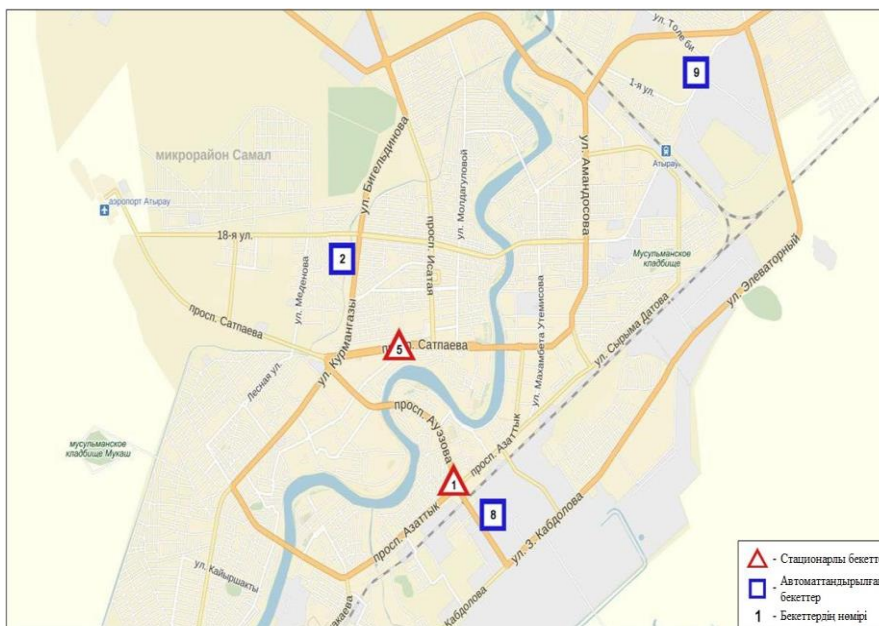 ул. Толе би
9
1-я ул.
Атырау
микрорайон Самал
ул. Бигельдинова
ул. Молдагуловой
ул. Амандосова
аэропорт Атырау
18-я ул.
2
просп. Исатая
Мусульманское
кладбище
ул. Элеваторный
ул. Меденова
просп. Сатпаева
ул. Курмангазы
5
Сатпаева
ул. Махамбета Утемисова
ул. Сырыма Датова
Лесная ул.
просп. Ауэзова
просп. Азаттык
мусульманское
кладбище Мукаш
1
8
просп. Азаттык
ул. З. Кабдолова
ул. Кайыршакты
Кабдолова
- Стационарлы бекетт
- Автоматтандырылға
бекеттер
1 - Бекеттердің нөмірі